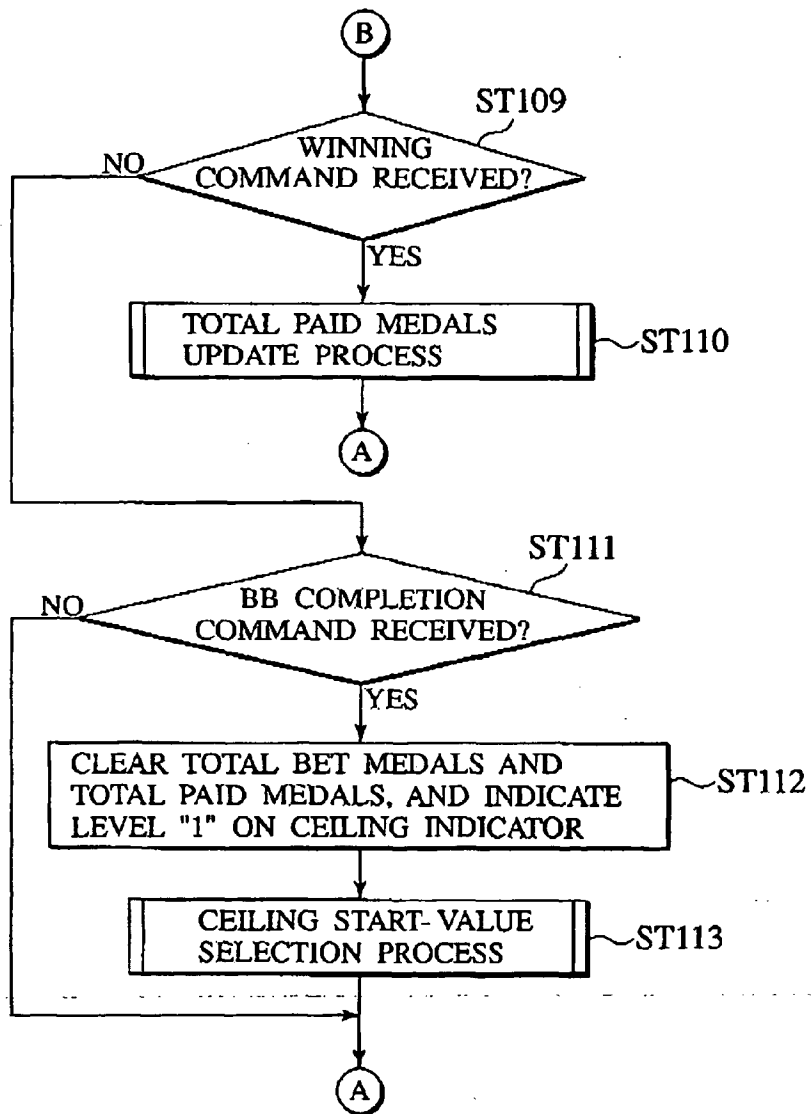 B
ST109
WINNING
COMMAND RECEIVED?
NO
YES
TOTAL PAID MEDALS
UPDATE PROCESS
ST110
A
ST111
BB COMPLETION
COMMAND RECEIVED?
NO
YES
CLEAR TOTAL BET MEDALS AND
TOTAL PAID MEDALS, AND INDICATE
LEVEL "1" ON CEILING INDICATOR
ST112
CEILING START-VALUE
SELECTION PROCESS
ST113
A